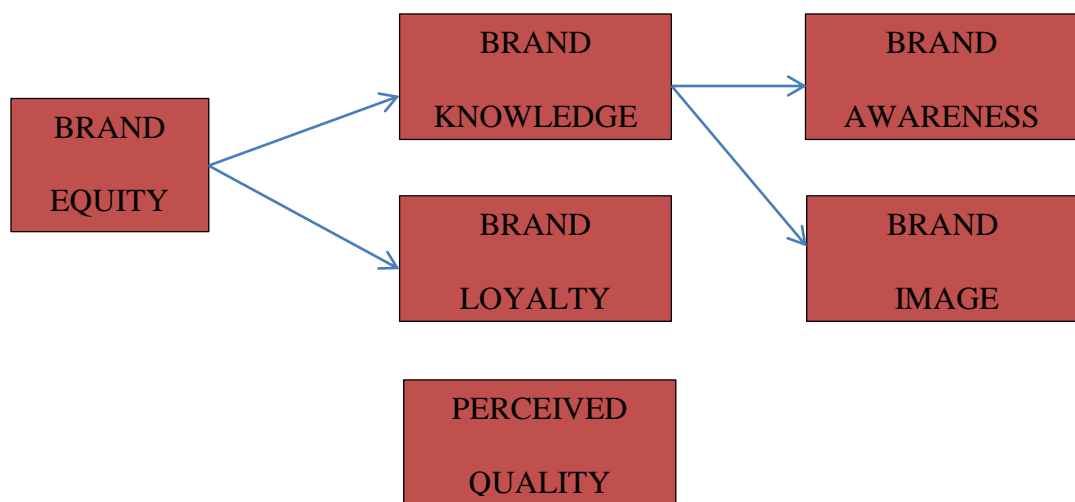 BRAND
EQUITY
BRAND
KNOWLEDGE
BRAND
AWARENESS
BRAND
LOYALTY
BRAND
IMAGE
PERCEIVED
QUALITY